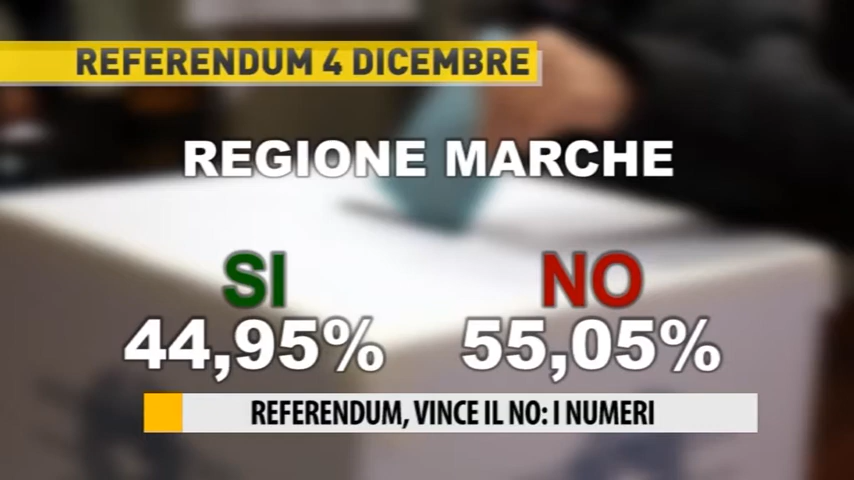 REFERENDUM 4 DICEMBRE
REGIONE MARCHE
SI NO
44,95% 55,05%
REFERENDUM, VINCE IL NO: I NUMERI